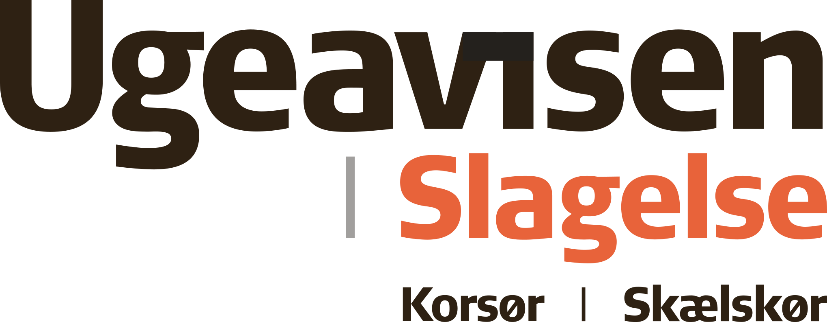 Ugeavisen
| Slagelse
Korsør | Skælskør